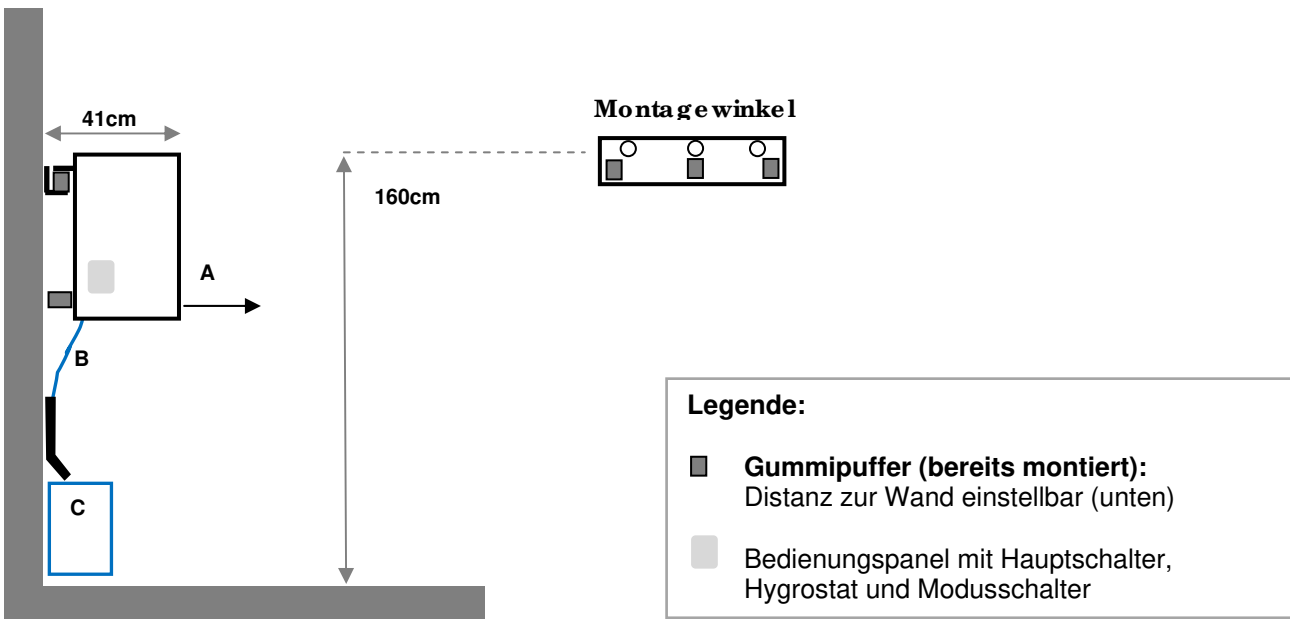 41cm
Montagewinkel
160cm
A
B
C
Legende:
Gummipuffer (bereits montiert):
Distanz zur Wand einstellbar (unten)
Bedienungspanel mit Hauptschalter,
Hygrostat und Modusschalter